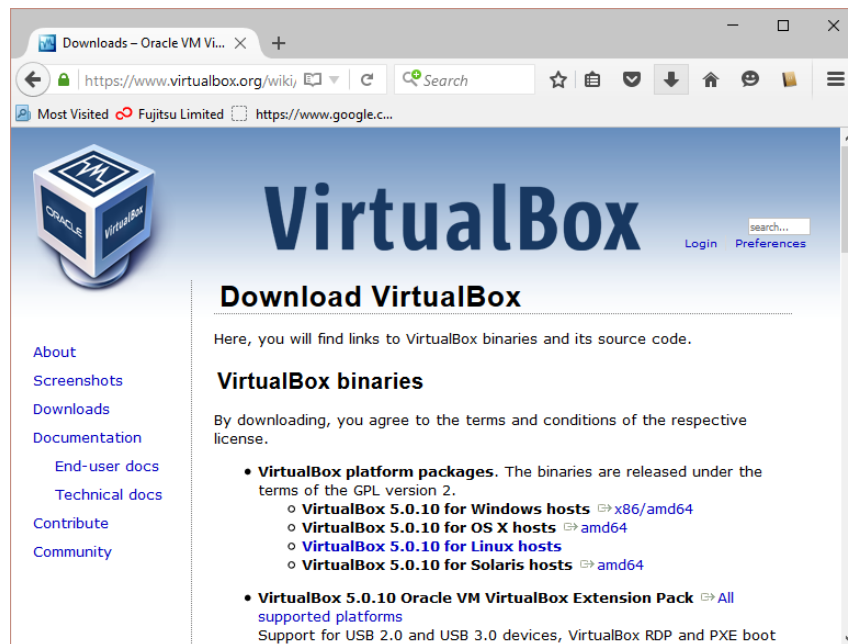 Downloads – Oracle VM Vi...
https://www.virtualbox.org/wiki/
Search
Most Visited
Fujitsu Limited
https://www.google.c...
ORACLE
VirtualBox
VirtualBox
search...
Login
Preferences
Download VirtualBox
Here, you will find links to VirtualBox binaries and its source code.
About
Screenshots
Downloads
Documentation
End-user docs
Technical docs
Contribute
Community
VirtualBox binaries
By downloading, you agree to the terms and conditions of the respective
license.
VirtualBox platform packages. The binaries are released under the
terms of the GPL version 2.
VirtualBox 5.0.10 for Windows hosts x86/amd64
VirtualBox 5.0.10 for OS X hosts amd64
VirtualBox 5.0.10 for Linux hosts
VirtualBox 5.0.10 for Solaris hosts amd64
VirtualBox 5.0.10 Oracle VM VirtualBox Extension Pack All
supported platforms
Support for USB 2.0 and USB 3.0 devices, VirtualBox RDP and PXE boot